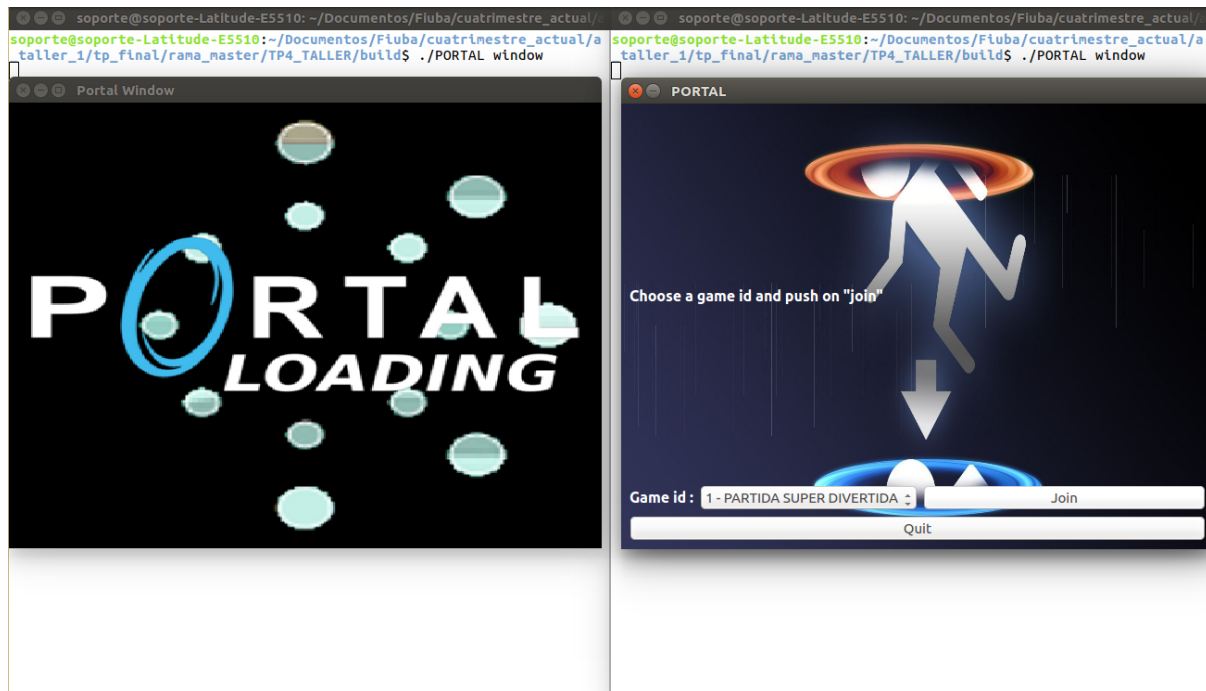 soporte@soporte-Latitude-E5510: ~/Documentos/Fiuba/cuatrimestre_actual/
soporte@soporte-Latitude-E5510:~/Documentos/Fiuba/cuatrimestre_actual/a
_taller_1/tp_final/rama_master/TP4_TALLER/build$ ./PORTAL window
Portal Window
PORTAL
LOADING
soporte@soporte-Latitude-E5510: ~/Documentos/Fiuba/cuatrimestre_actual/
soporte@soporte-Latitude-E5510:~/Documentos/Fiuba/cuatrimestre_actual/a
_taller_1/tp_final/rama_master/TP4_TALLER/build$ ./PORTAL window
PORTAL
Choose a game id and push on "join"
Game id : 1 - PARTIDA SUPER DIVERTIDA Join
Quit